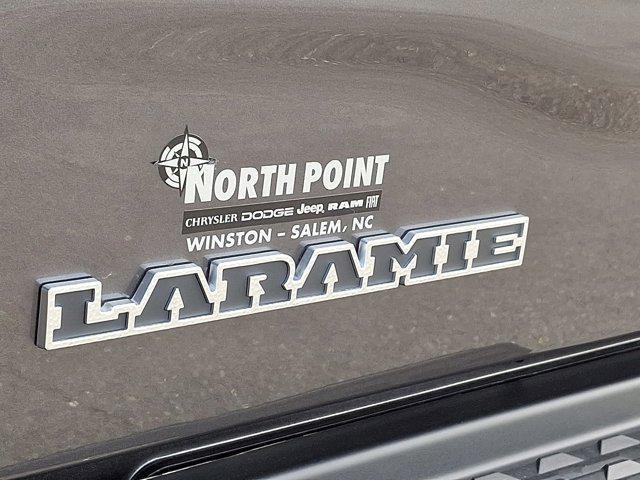 N
NORTH POINT
CHRYSLER DODGE Jeep RAM FIAT
WINSTON - SALEM, NC
LARAMIE